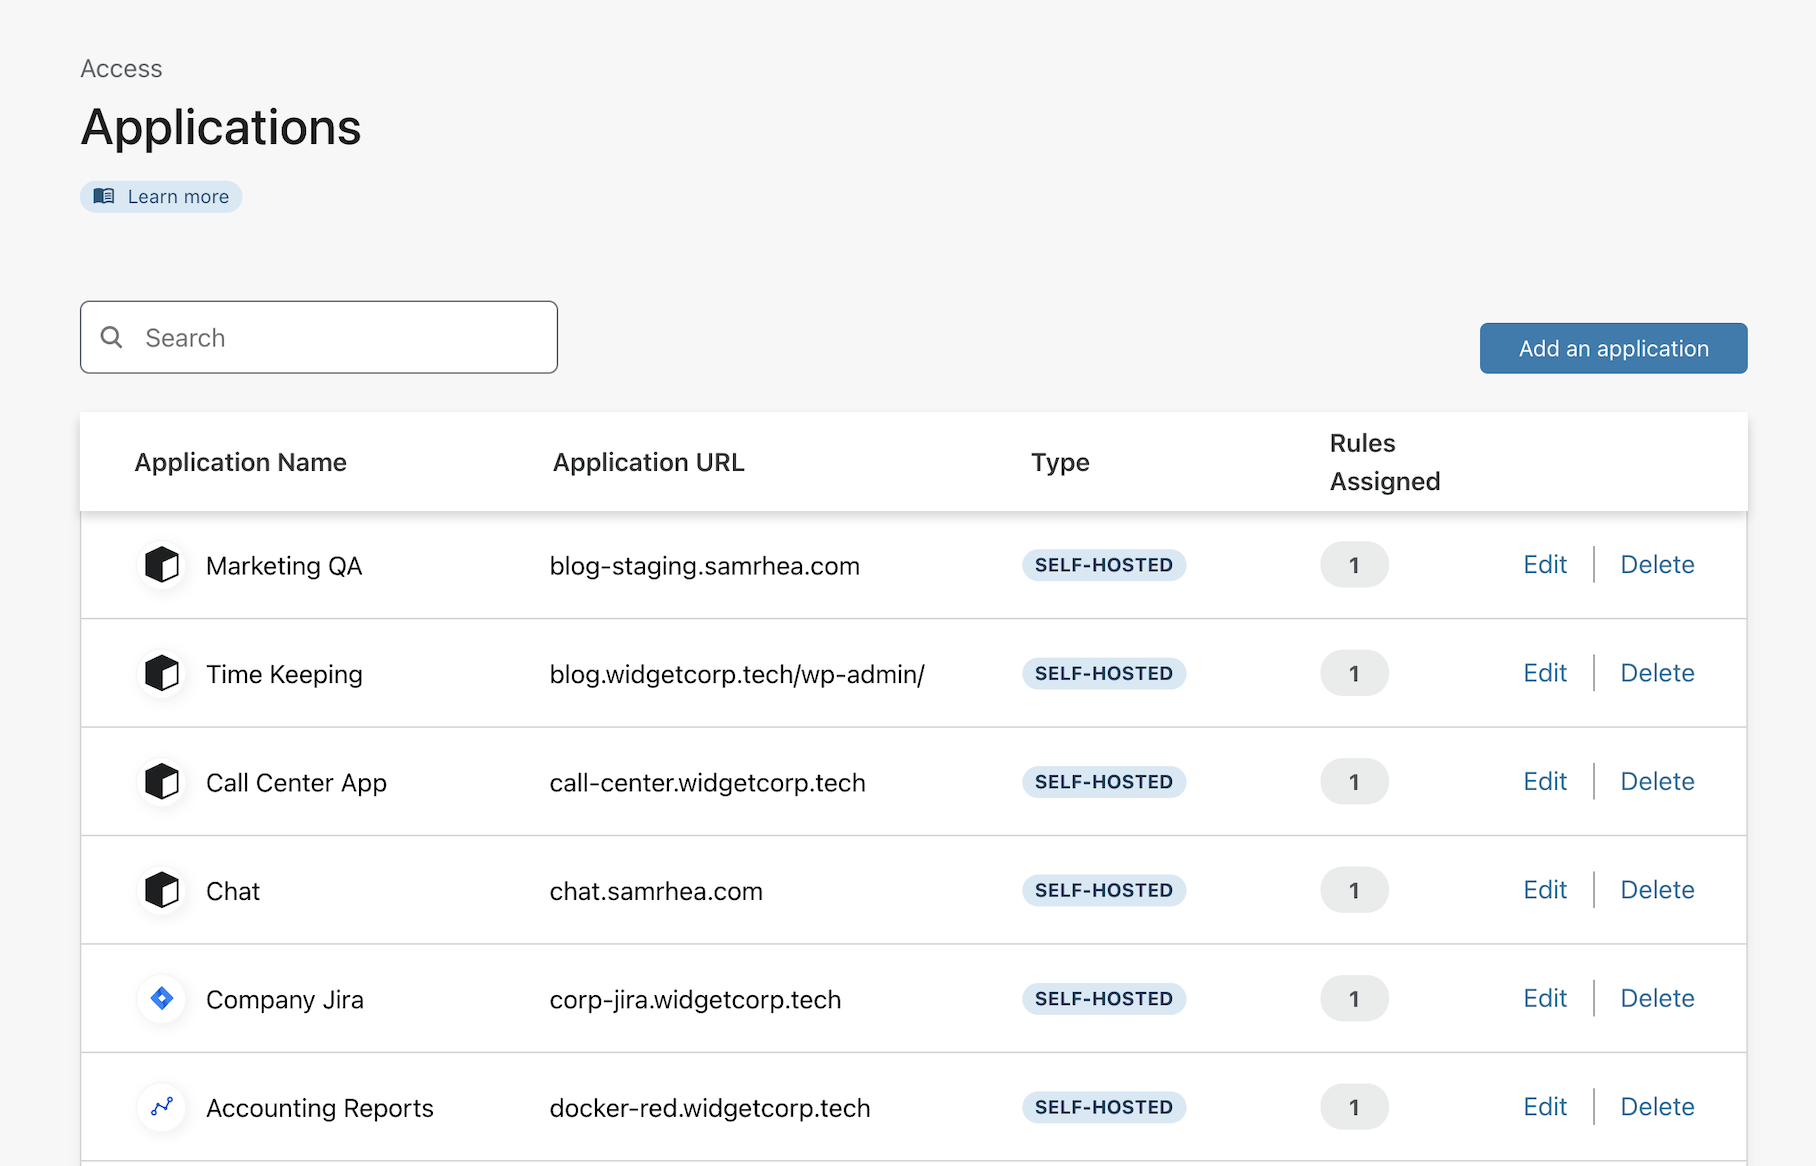 Access
Applications
Learn more
Search
Add an application
Application Name Application URL Type Rules Assigned
Marketing QA blog-staging.samrhea.com SELF-HOSTED 1 Edit Delete
Time Keeping blog.widgetcorp.tech/wp-admin/ SELF-HOSTED 1 Edit Delete
Call Center App call-center.widgetcorp.tech SELF-HOSTED 1 Edit Delete
Chat chat.samrhea.com SELF-HOSTED 1 Edit Delete
Company Jira corp-jira.widgetcorp.tech SELF-HOSTED 1 Edit Delete
Accounting Reports docker-red.widgetcorp.tech SELF-HOSTED 1 Edit Delete